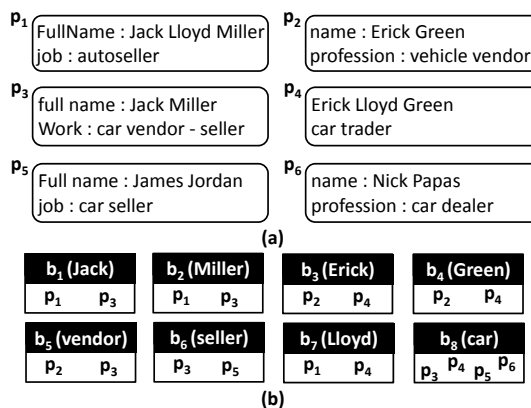 p1
FullName : Jack Lloyd Miller
job : autoseller
p2
name : Erick Green
profession : vehicle vendor
p3
full name : Jack Miller
Work : car vendor - seller
p4
Erick Lloyd Green
car trader
p5
Full name : James Jordan
job : car seller
p6
name : Nick Papas
profession : car dealer
(a)
b1 (Jack) b2 (Miller) b3 (Erick) b4 (Green)
p1 p3 p1 p3 p2 p4 p2 p4
b5 (vendor) b6 (seller) b7 (Lloyd) b8 (car)
p2 p3 p3 p5 p1 p4 p3 p4 p5 p6
(b)